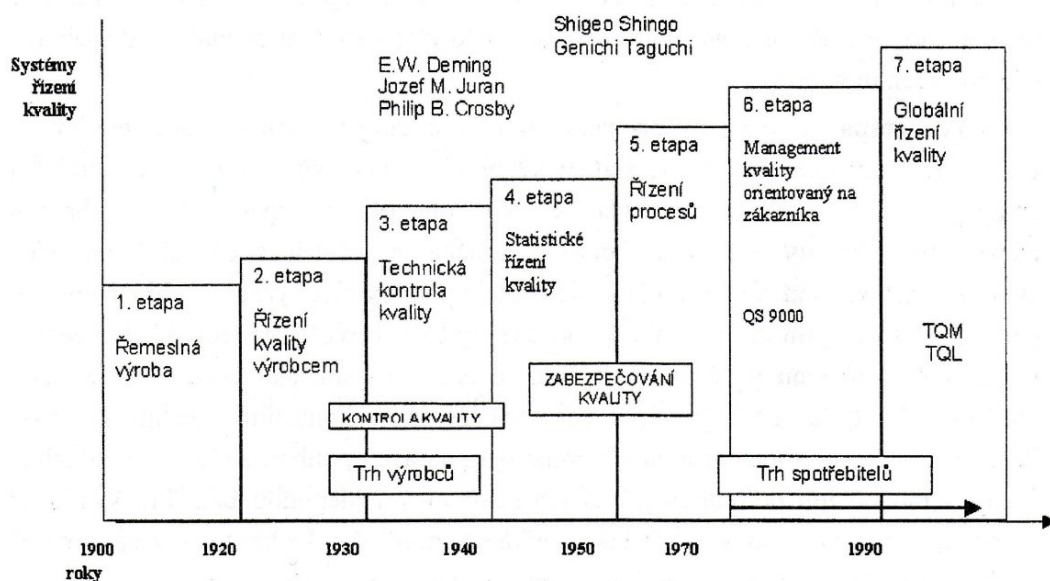 Shigeo Shingo
Genichi Taguchi
Systémy
řízení
kvality
E.W. Deming
Jozef M. Juran
Philip B. Crosby
7. etapa
Globální
řízení
kvality
TQM
TQL
6. etapa
Management
kvality
orientovaný na
zákazníka
QS 9000
5. etapa
Řízení
procesů
4. etapa
Statistické
řízení
kvality
3. etapa
Technická
kontrola
kvality
2. etapa
Řízení
kvality
výrobcem
1. etapa
Řemeslná
výroba
ZABEZPEČOVÁNÍ
KVALITY
KONTROLA KVALITY
Trh výrobců
Trh spotřebitelů
1900 1920 1930 1940 1950 1970 1990
roky